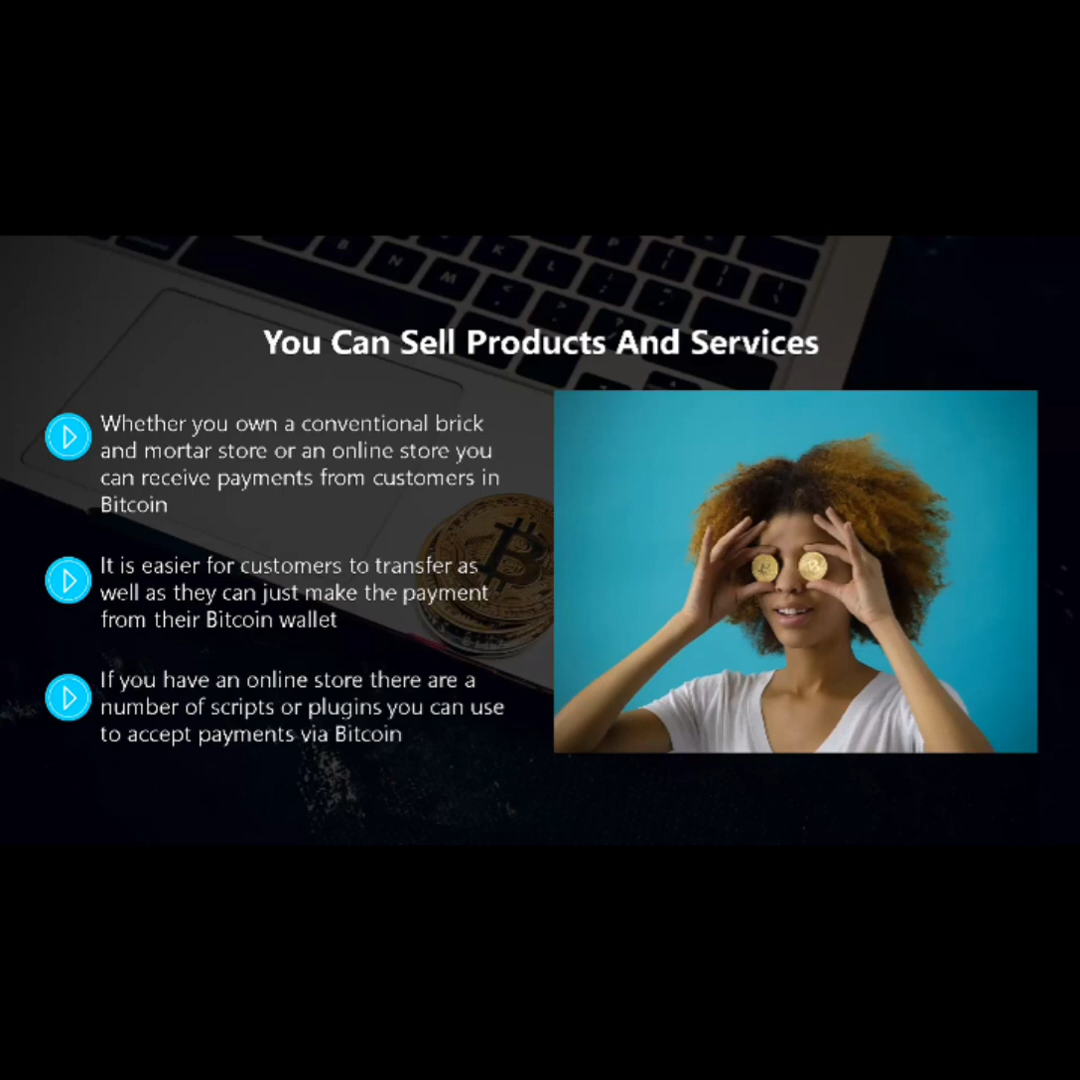 You Can Sell Products And Services
Whether you own a conventional brick
and mortar store or an online store you
can receive payments from customers in
Bitcoin
It is easier for customers to transfer as
well as they can just make the payment
from their Bitcoin wallet
If you have an online store there are a
number of scripts or plugins you can use
to accept payments via Bitcoin